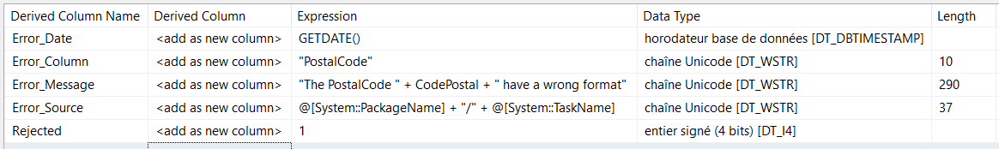 Derived Column Name Derived Column Expression Data Type Length
Error_Date <add as new column> GETDATE() horodateur base de données [DT_DBTIMESTAMP]
Error_Column <add as new column> "PostalCode" chaîne Unicode [DT_WSTR] 10
Error_Message <add as new column> "The PostalCode " + CodePostal + " have a wrong format" chaîne Unicode [DT_WSTR] 290
Error_Source <add as new column> @[System::PackageName] + "/" + @[System::TaskName] chaîne Unicode [DT_WSTR] 37
Rejected <add as new column> 1 entier signé (4 bits) [DT_I4]